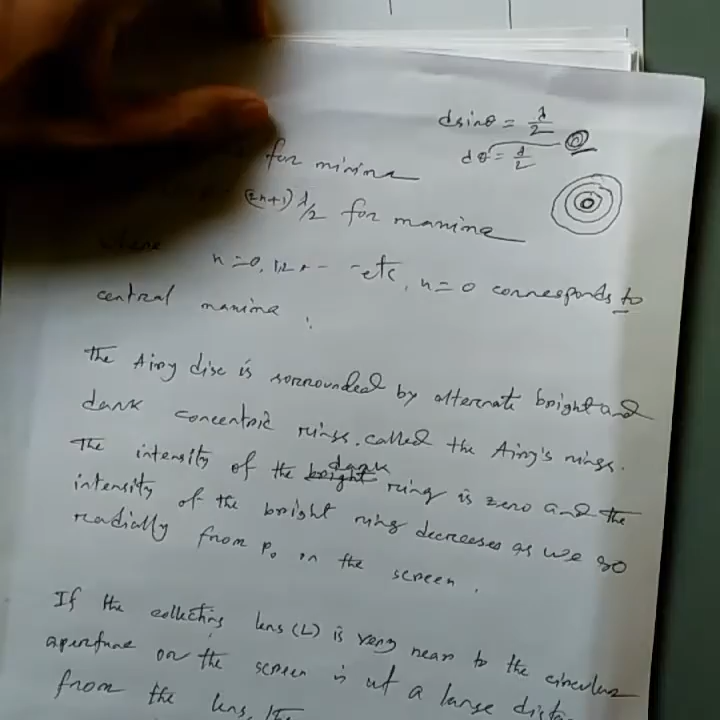 dsinθ = λ/2
dθ = λ/2
for minima
(2n+1) λ/2 for maxima
n = 0, 1, 2, - - - etc, n = 0 corresponds to
central maxima
The Airy disc is sorrounded by alternate bright and
dark concentric rings, called the Airy's rings.
The intensity of the bright dark ring is zero and the
intensity of the bright ring decreases as we go
radially from P₀ on the screen.
If the collecting lens (L) is very near to the circular
aperture or the screen is at a large dista
from the lens,